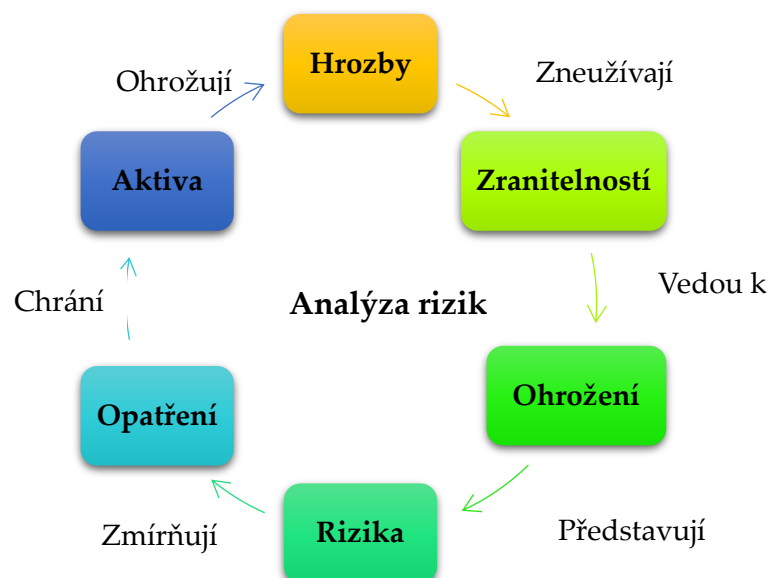 Hrozby
Ohrožují
Zneužívají
Aktiva
Zranitelností
Chrání
Analýza rizik
Vedou k
Opatření
Ohrožení
Zmírňují
Rizika
Představují